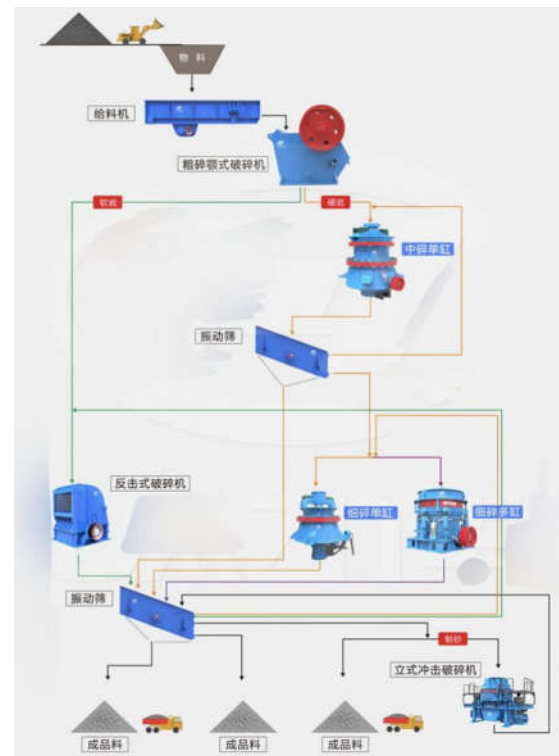 物 料
给料机
粗碎颚式破碎机
软岩
硬岩
中碎单缸
振动筛
反击式破碎机
细碎单缸
细碎多缸
振动筛
制砂
立式冲击破碎机
成品料
成品料
成品料